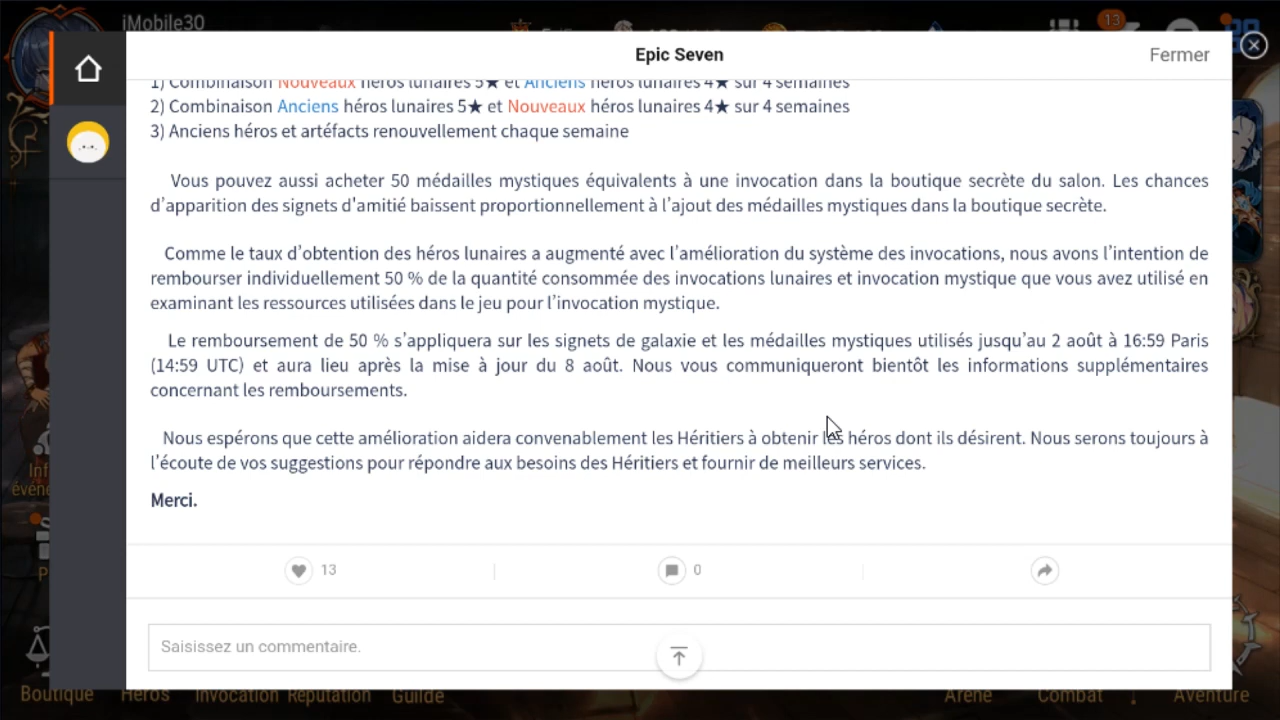 iMobile30
13
Epic Seven
Fermer
1) Combinaison Nouveaux héros lunaires 5★ et Anciens héros lunaires 4★ sur 4 semaines
2) Combinaison Anciens héros lunaires 5★ et Nouveaux héros lunaires 4★ sur 4 semaines
3) Anciens héros et artéfacts renouvellement chaque semaine
Vous pouvez aussi acheter 50 médailles mystiques équivalents à une invocation dans la boutique secrète du salon. Les chances
d’apparition des signets d'amitié baissent proportionnellement à l’ajout des médailles mystiques dans la boutique secrète.
Comme le taux d’obtention des héros lunaires a augmenté avec l’amélioration du système des invocations, nous avons l’intention de
rembourser individuellement 50 % de la quantité consommée des invocations lunaires et invocation mystique que vous avez utilisé en
examinant les ressources utilisées dans le jeu pour l’invocation mystique.
Le remboursement de 50 % s’appliquera sur les signets de galaxie et les médailles mystiques utilisés jusqu’au 2 août à 16:59 Paris
(14:59 UTC) et aura lieu après la mise à jour du 8 août. Nous vous communiqueront bientôt les informations supplémentaires
concernant les remboursements.
Nous espérons que cette amélioration aidera convenablement les Héritiers à obtenir les héros dont ils désirent. Nous serons toujours à
l’écoute de vos suggestions pour répondre aux besoins des Héritiers et fournir de meilleurs services.
Merci.
13
0
Saisissez un commentaire.
Boutique Héros Invocation Réputation Guilde Arène Combat Aventure